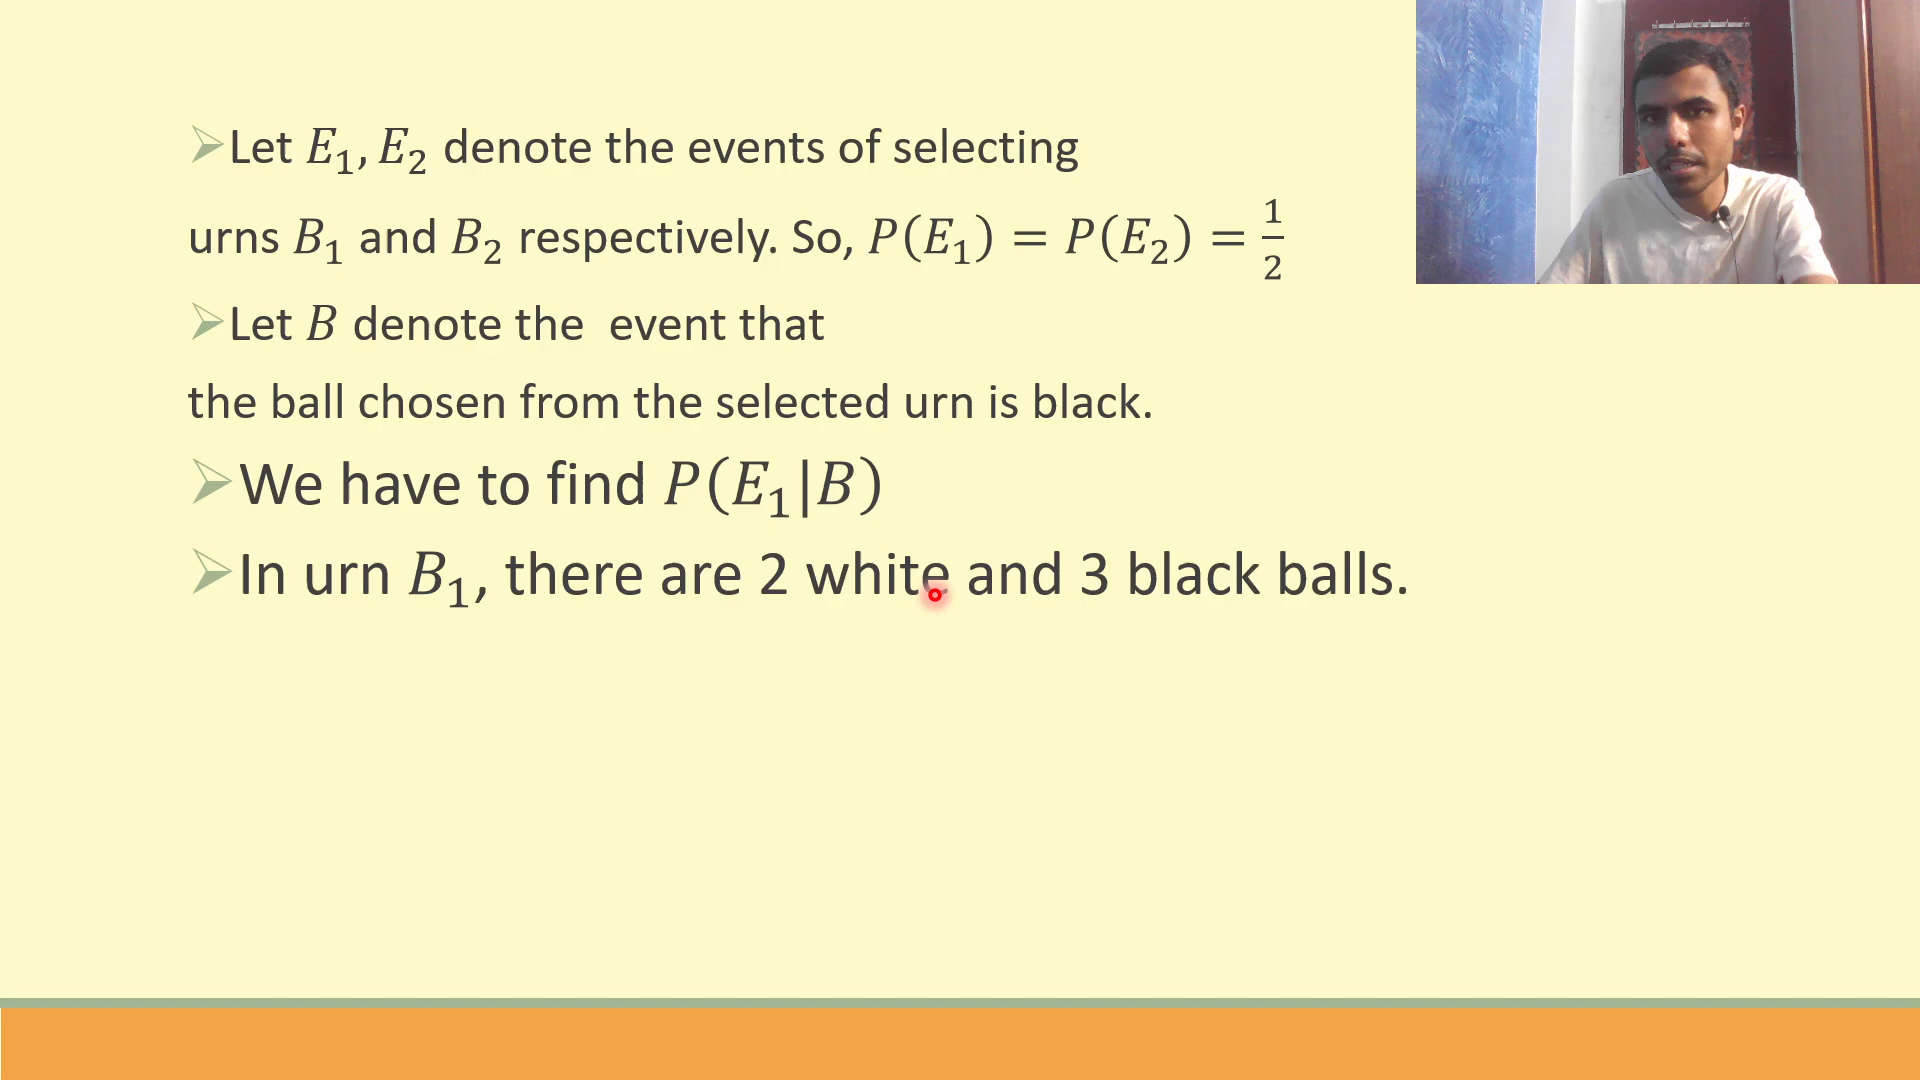 Let E₁, E₂ denote the events of selecting
urns B₁ and B₂ respectively. So, P(E₁) = P(E₂) = 1/2
Let B denote the  event that
the ball chosen from the selected urn is black.
We have to find P(E₁|B)
In urn B₁, there are 2 white and 3 black balls.